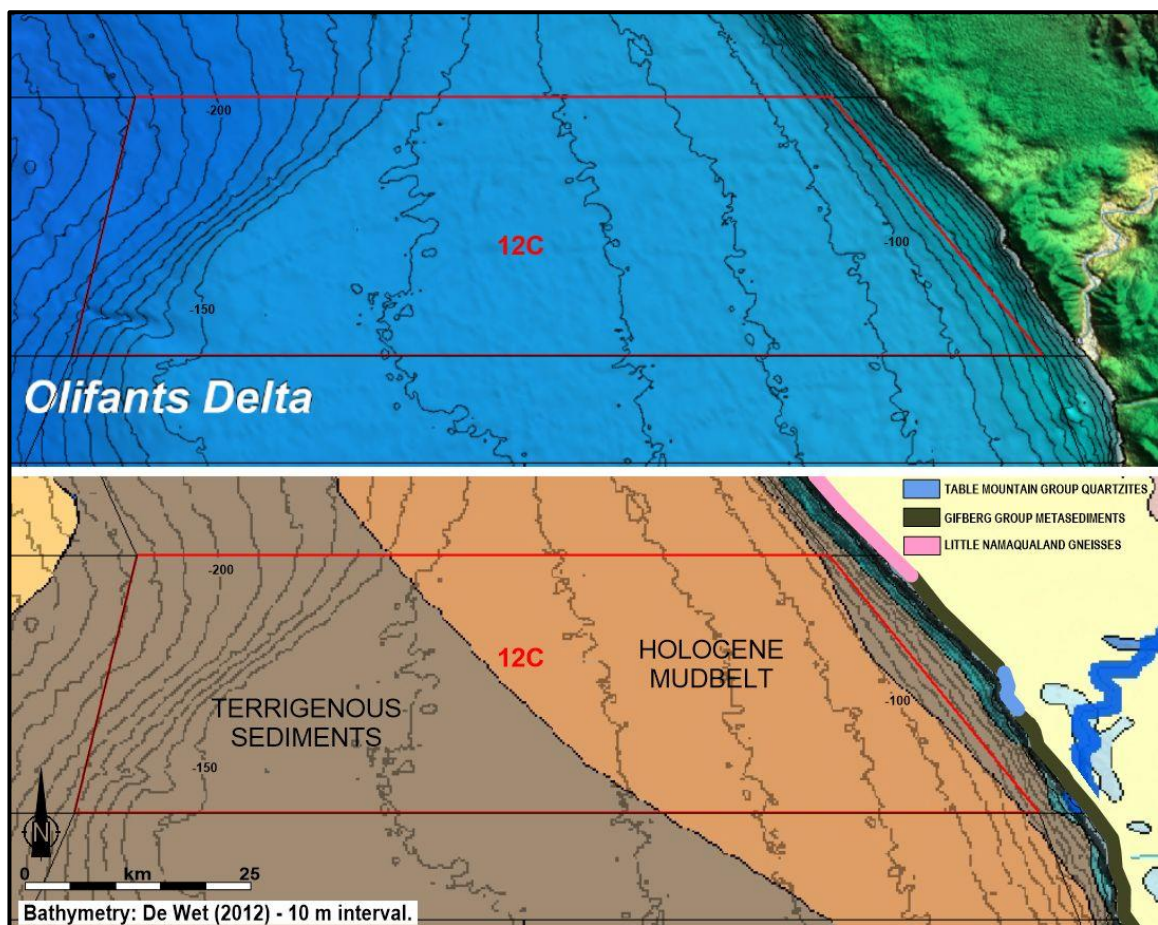 -200
12C
-100
-150
Olifants Delta
TABLE MOUNTAIN GROUP QUARTZITES
GIFBERG GROUP METASEDIMENTS
LITTLE NAMAQUALAND GNEISSES
-200
12C
HOLOGENE
MUDBELT
-100
TERRIGENOUS
SEDIMENTS
-150
N
0 km 25
Bathymetry: De Wet (2012) - 10 m interval.